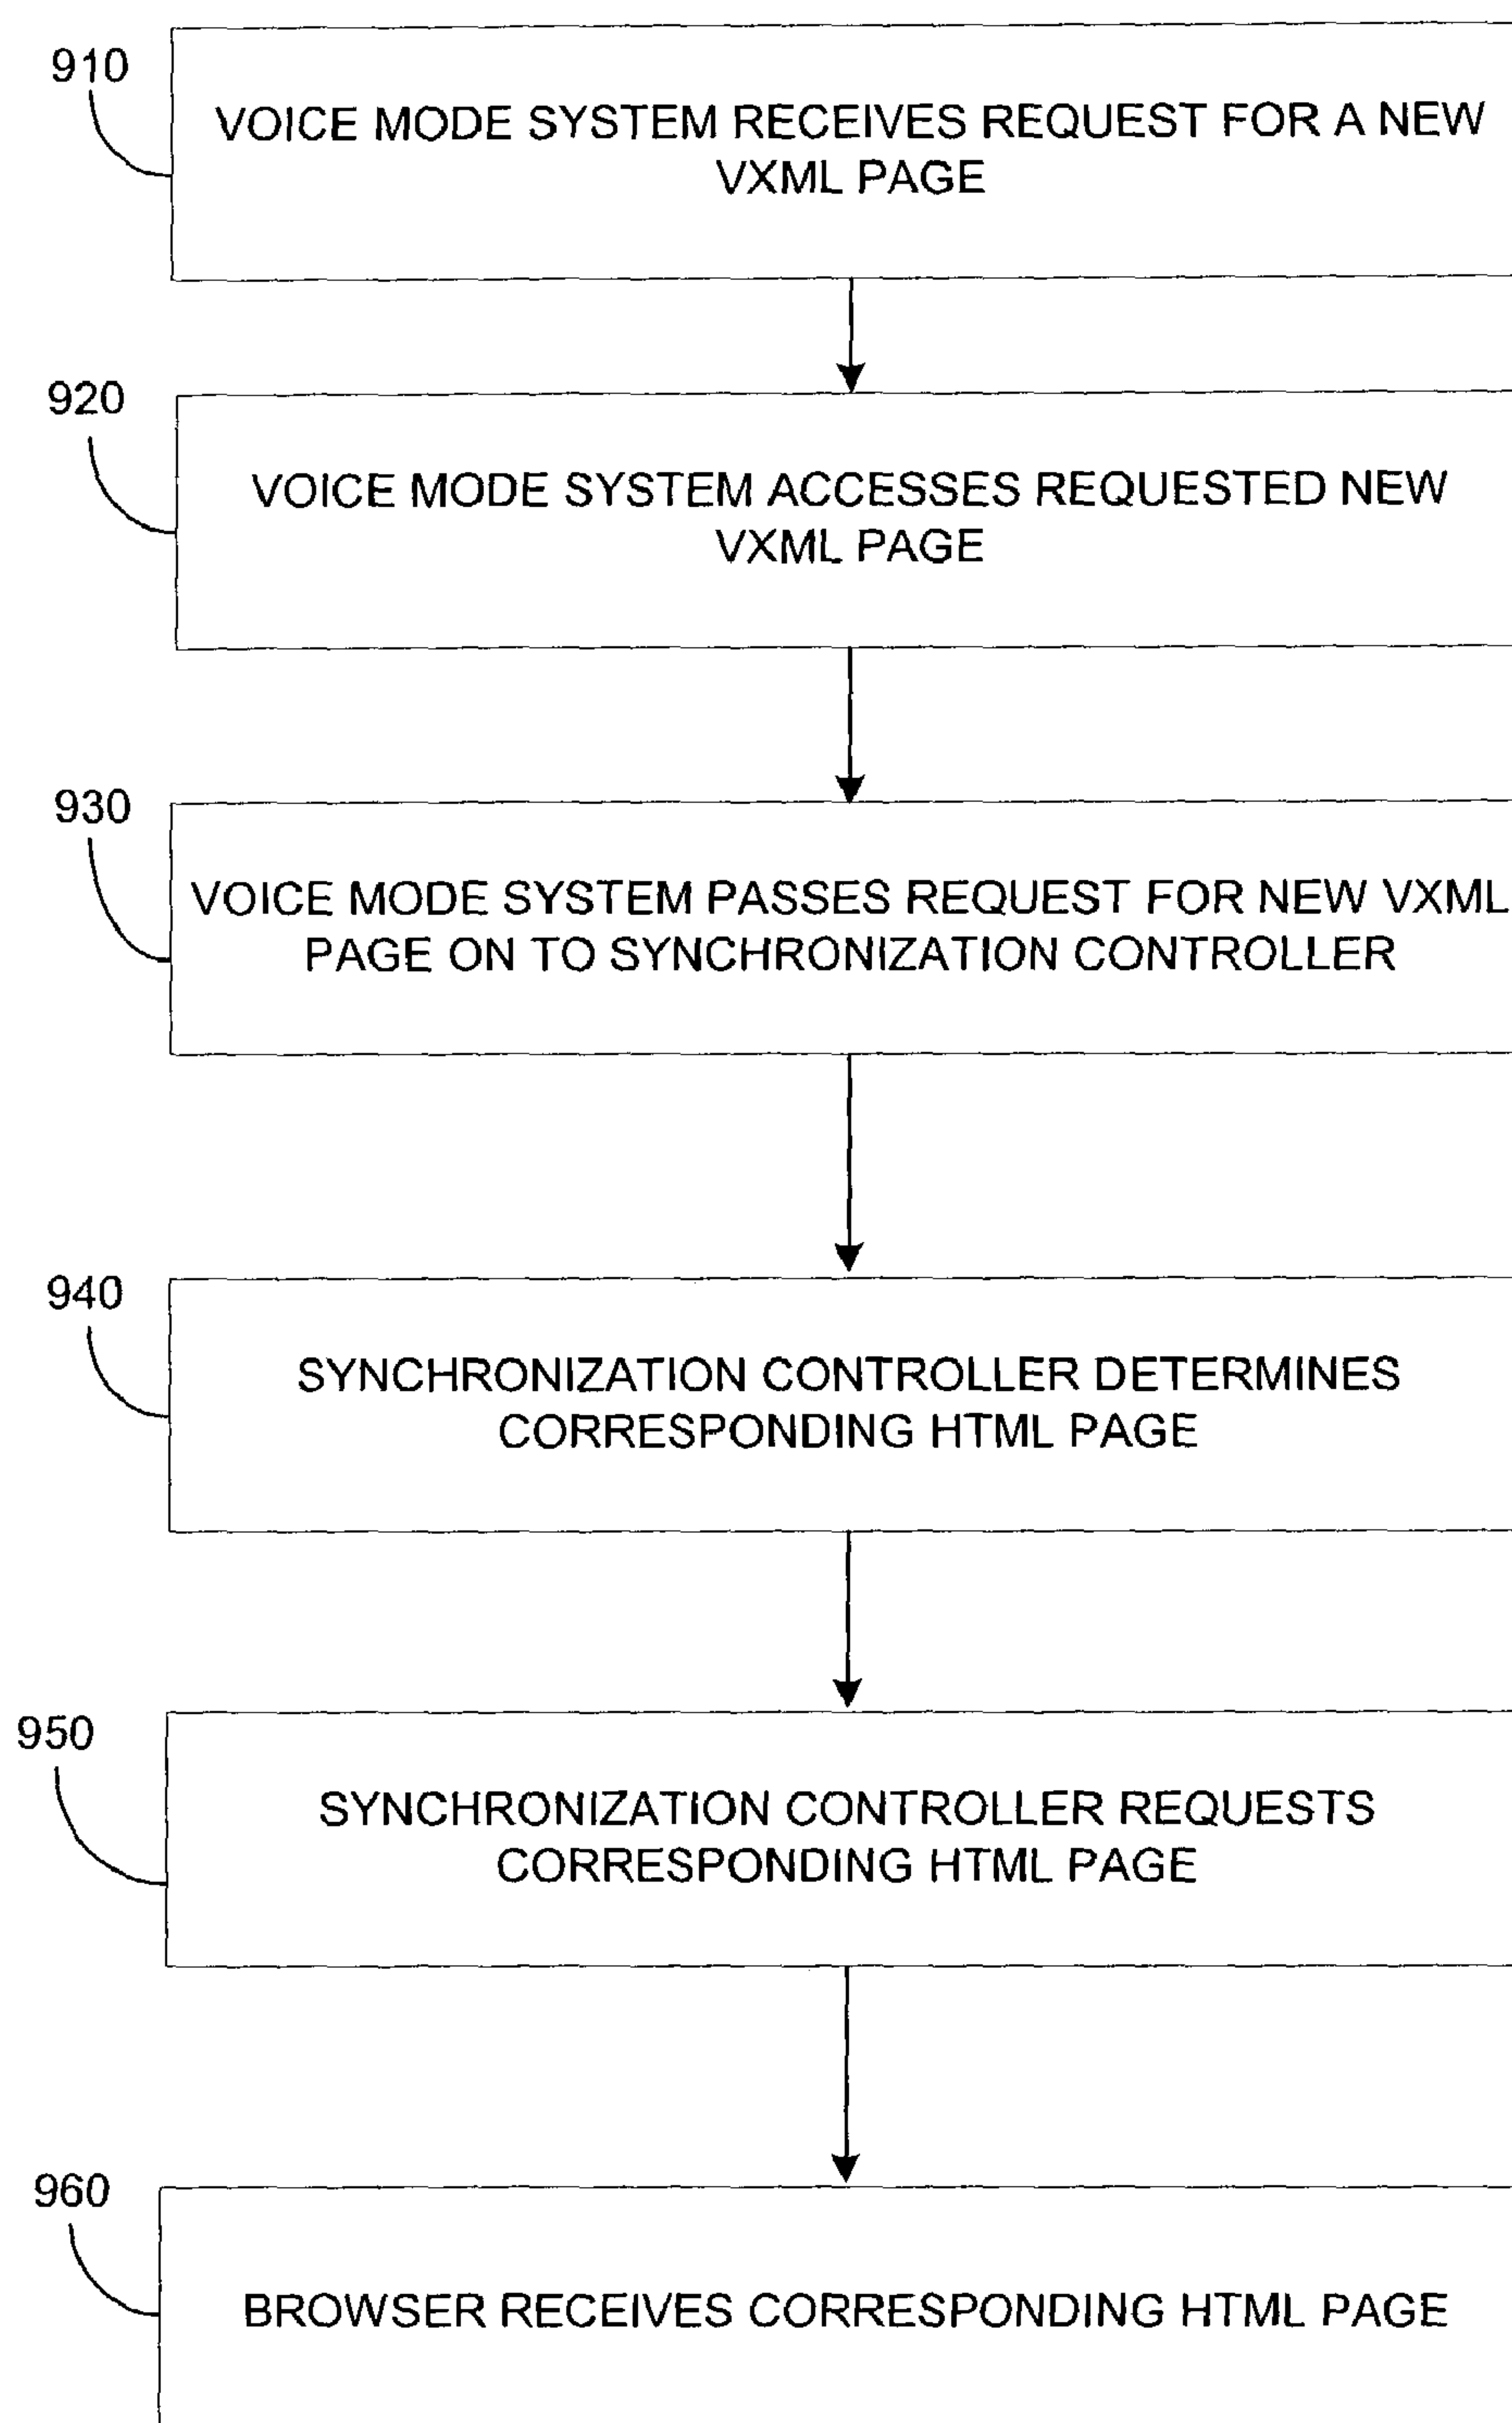 910
VOICE MODE SYSTEM RECEIVES REQUEST FOR A NEW
VXML PAGE
920
VOICE MODE SYSTEM ACCESSES REQUESTED NEW
VXML PAGE
930
VOICE MODE SYSTEM PASSES REQUEST FOR NEW VXML
PAGE ON TO SYNCHRONIZATION CONTROLLER
940
SYNCHRONIZATION CONTROLLER DETERMINES
CORRESPONDING HTML PAGE
950
SYNCHRONIZATION CONTROLLER REQUESTS
CORRESPONDING HTML PAGE
960
BROWSER RECEIVES CORRESPONDING HTML PAGE